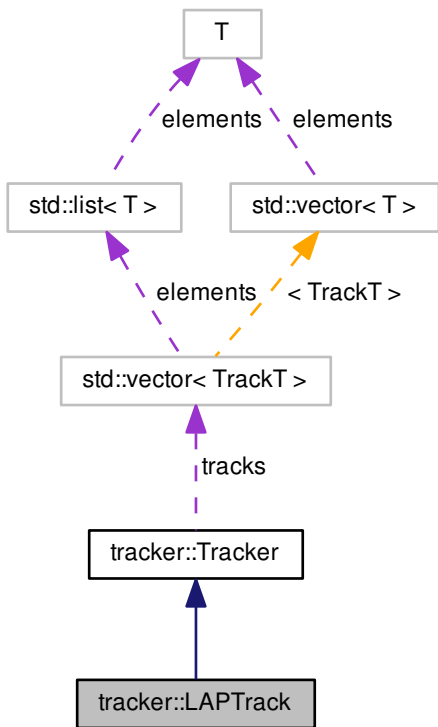 T
elements
elements
std::list< T >
std::vector< T >
elements
< TrackT >
std::vector< TrackT >
tracks
tracker::Tracker
tracker::LAPTrack